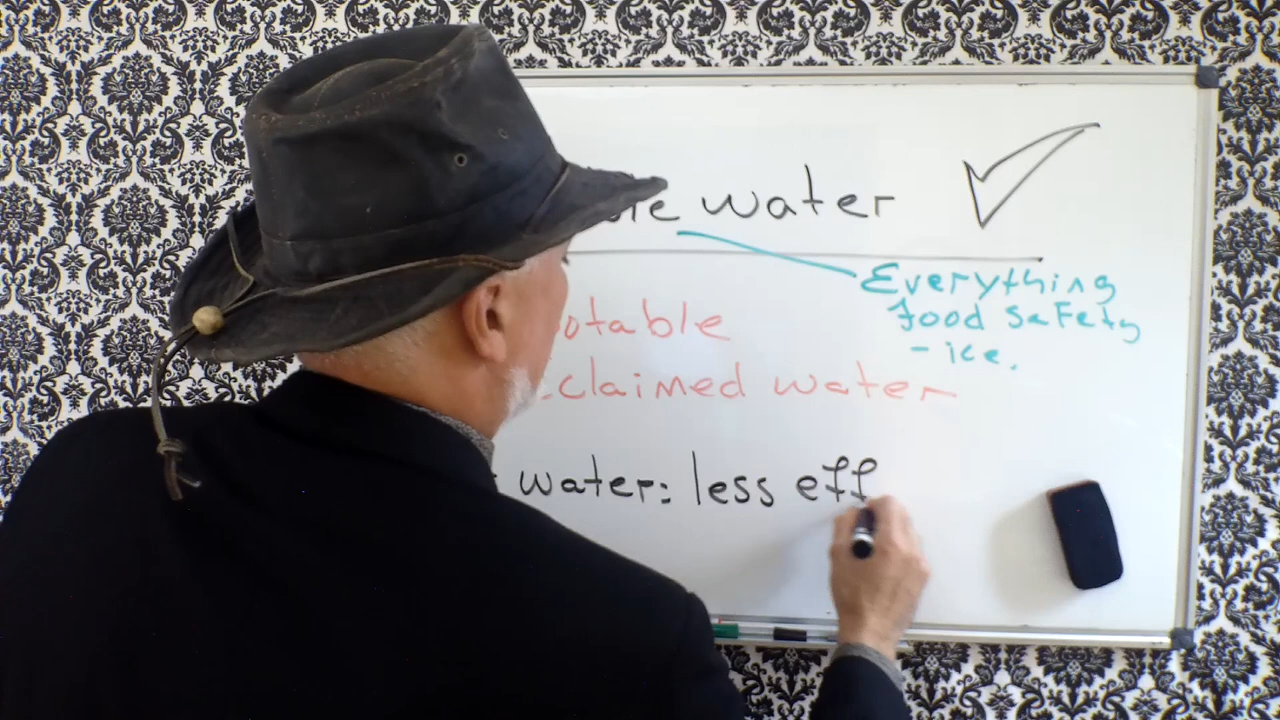 water
Everything
food safety
- ice.
otable
claimed water
water: less eff